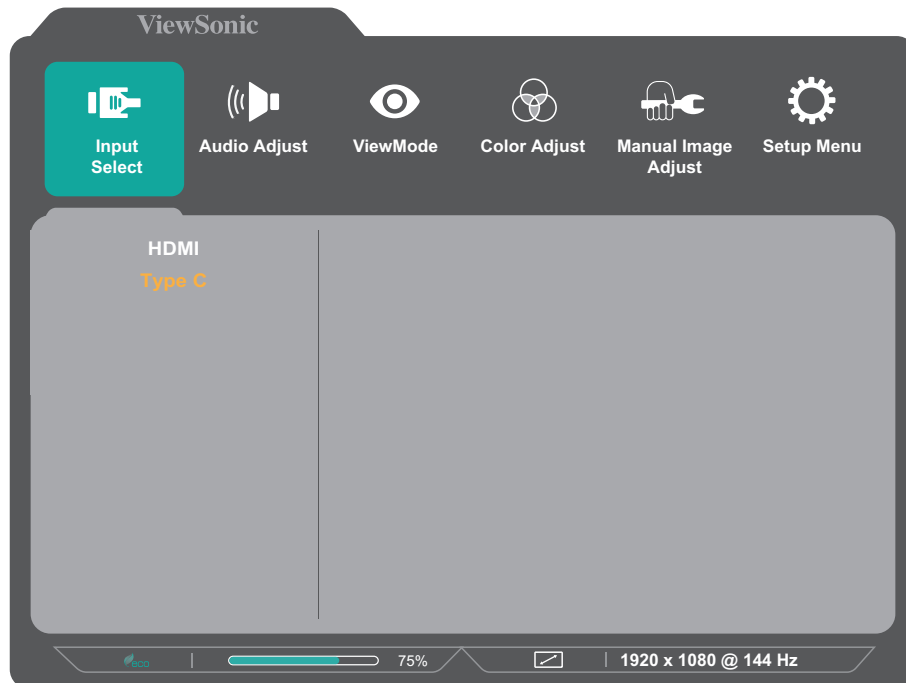 ViewSonic
Input
Select
Audio Adjust
ViewMode
Color Adjust
Manual Image
Adjust
Setup Menu
HDMI
Type C
eco
75%
1920 x 1080 @ 144 Hz